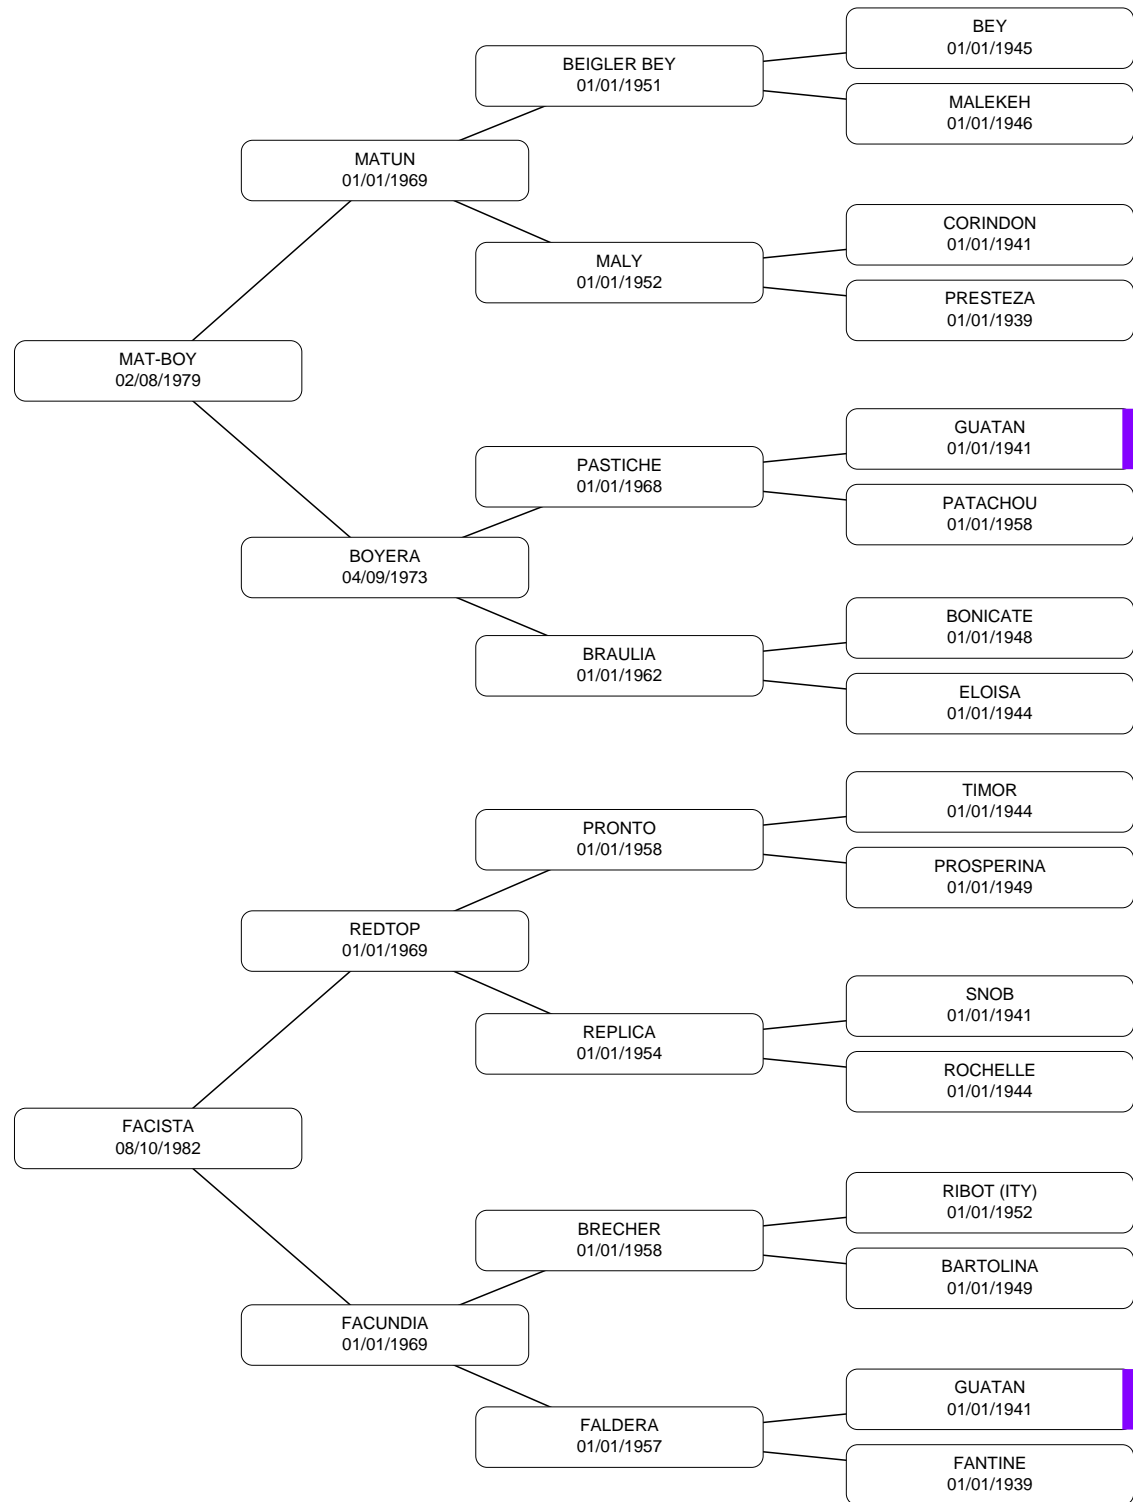 BEY
01/01/1945
BEIGLER BEY
01/01/1951
MALEKEH
01/01/1946
MATUN
01/01/1969
CORINDON
01/01/1941
MALY
01/01/1952
PRESTEZA
01/01/1939
MAT-BOY
02/08/1979
GUATAN
01/01/1941
PASTICHE
01/01/1968
PATACHOU
01/01/1958
BOYERA
04/09/1973
BONICATE
01/01/1948
BRAULIA
01/01/1962
ELOISA
01/01/1944
TIMOR
01/01/1944
PRONTO
01/01/1958
PROSPERINA
01/01/1949
REDTOP
01/01/1969
SNOB
01/01/1941
REPLICA
01/01/1954
ROCHELLE
01/01/1944
FACISTA
08/10/1982
RIBOT (ITY)
01/01/1952
BRECHER
01/01/1958
BARTOLINA
01/01/1949
FACUNDIA
01/01/1969
GUATAN
01/01/1941
FALDERA
01/01/1957
FANTINE
01/01/1939